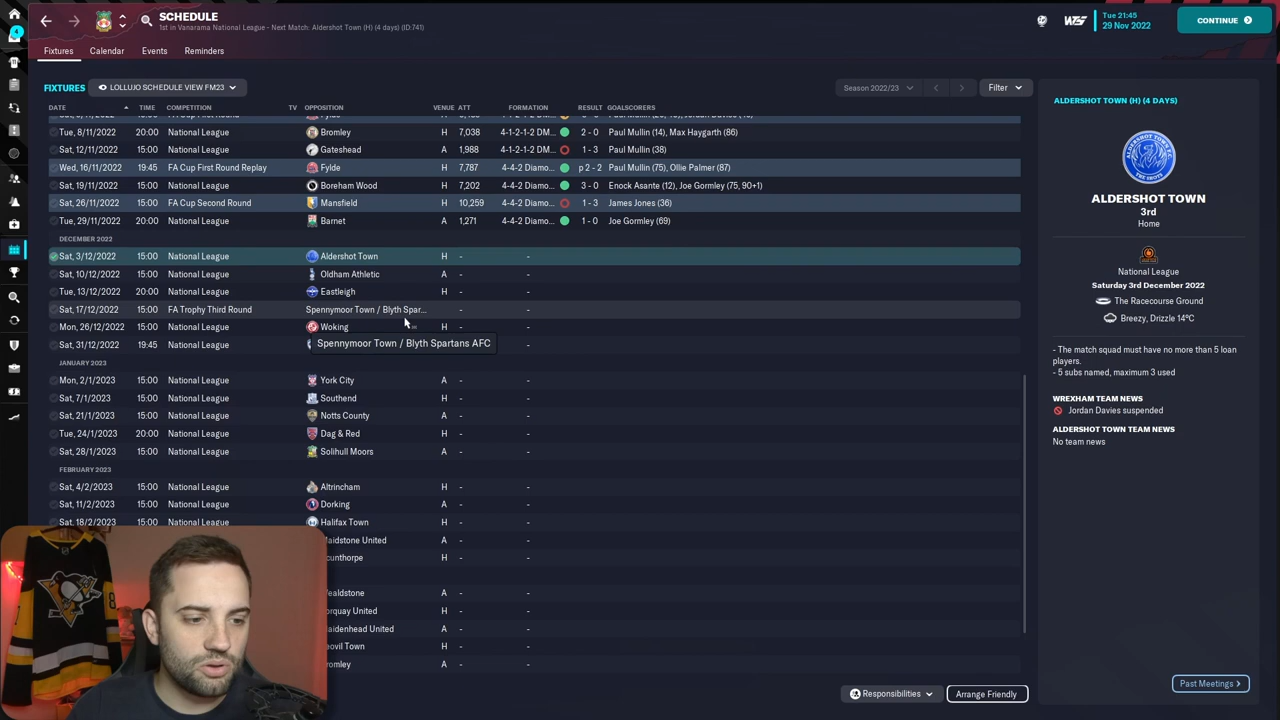 SCHEDULE
1st in Vanarama National League - Next Match: Aldershot Town (H) (4 days) (ID:741)
Tue 21:45
29 Nov 2022
CONTINUE
4
Fixtures Calendar Events Reminders
FIXTURES LOLLUJO SCHEDULE VIEW FM23 Season 2022/23 Filter
DATE TIME COMPETITION TV OPPOSITION VENUE ATT FORMATION RESULT GOALSCORERS
Tue, 8/11/2022 20:00 National League Bromley H 7,038 4-1-2-1-2 DM... 2 - 0 Paul Mullin (14), Max Haygarth (86)
Sat, 12/11/2022 15:00 National League Gateshead A 1,988 4-1-2-1-2 DM... 1 - 3 Paul Mullin (38)
Wed, 16/11/2022 19:45 FA Cup First Round Replay Fylde H 7,787 4-4-2 Diamo... p 2 - 2 Paul Mullin (75), Ollie Palmer (87)
Sat, 19/11/2022 15:00 National League Boreham Wood H 7,202 4-4-2 Diamo... 3 - 0 Enock Asante (12), Joe Gormley (75, 90+1)
Sat, 26/11/2022 15:00 FA Cup Second Round Mansfield H 10,259 4-4-2 Diamo... 1 - 3 James Jones (36)
Tue, 29/11/2022 20:00 National League Barnet A 1,271 4-4-2 Diamo... 1 - 0 Joe Gormley (69)
DECEMBER 2022
Sat, 3/12/2022 15:00 National League Aldershot Town H - -
Sat, 10/12/2022 15:00 National League Oldham Athletic A - -
Tue, 13/12/2022 20:00 National League Eastleigh H - -
Sat, 17/12/2022 15:00 FA Trophy Third Round Spennymoor Town / Blyth Spar... - -
Mon, 26/12/2022 15:00 National League Woking H - -
Sat, 31/12/2022 19:45 National League - -
Spennymoor Town / Blyth Spartans AFC
JANUARY 2023
Mon, 2/1/2023 15:00 National League York City A - -
Sat, 7/1/2023 15:00 National League Southend H - -
Sat, 21/1/2023 15:00 National League Notts County A - -
Tue, 24/1/2023 20:00 National League Dag & Red H - -
Sat, 28/1/2023 15:00 National League Solihull Moors A - -
FEBRUARY 2023
Sat, 4/2/2023 15:00 National League Altrincham H - -
Sat, 11/2/2023 15:00 National League Dorking A - -
Sat, 18/2/2023 15:00 National League Halifax Town H - -
aidstone United A - -
unthorpe H - -
ealdstone A - -
orquay United H - -
aidenhead United A - -
eovil Town H - -
romley A - -
Responsibilities Arrange Friendly
ALDERSHOT TOWN (H) (4 DAYS)
ALDERSHOT TOWN
3rd
Home
National League
Saturday 3rd December 2022
The Racecourse Ground
Breezy, Drizzle 14°C
- The match squad must have no more than 5 loan
players.
- 5 subs named, maximum 3 used
WREXHAM TEAM NEWS
Jordan Davies suspended
ALDERSHOT TOWN TEAM NEWS
No team news
Past Meetings